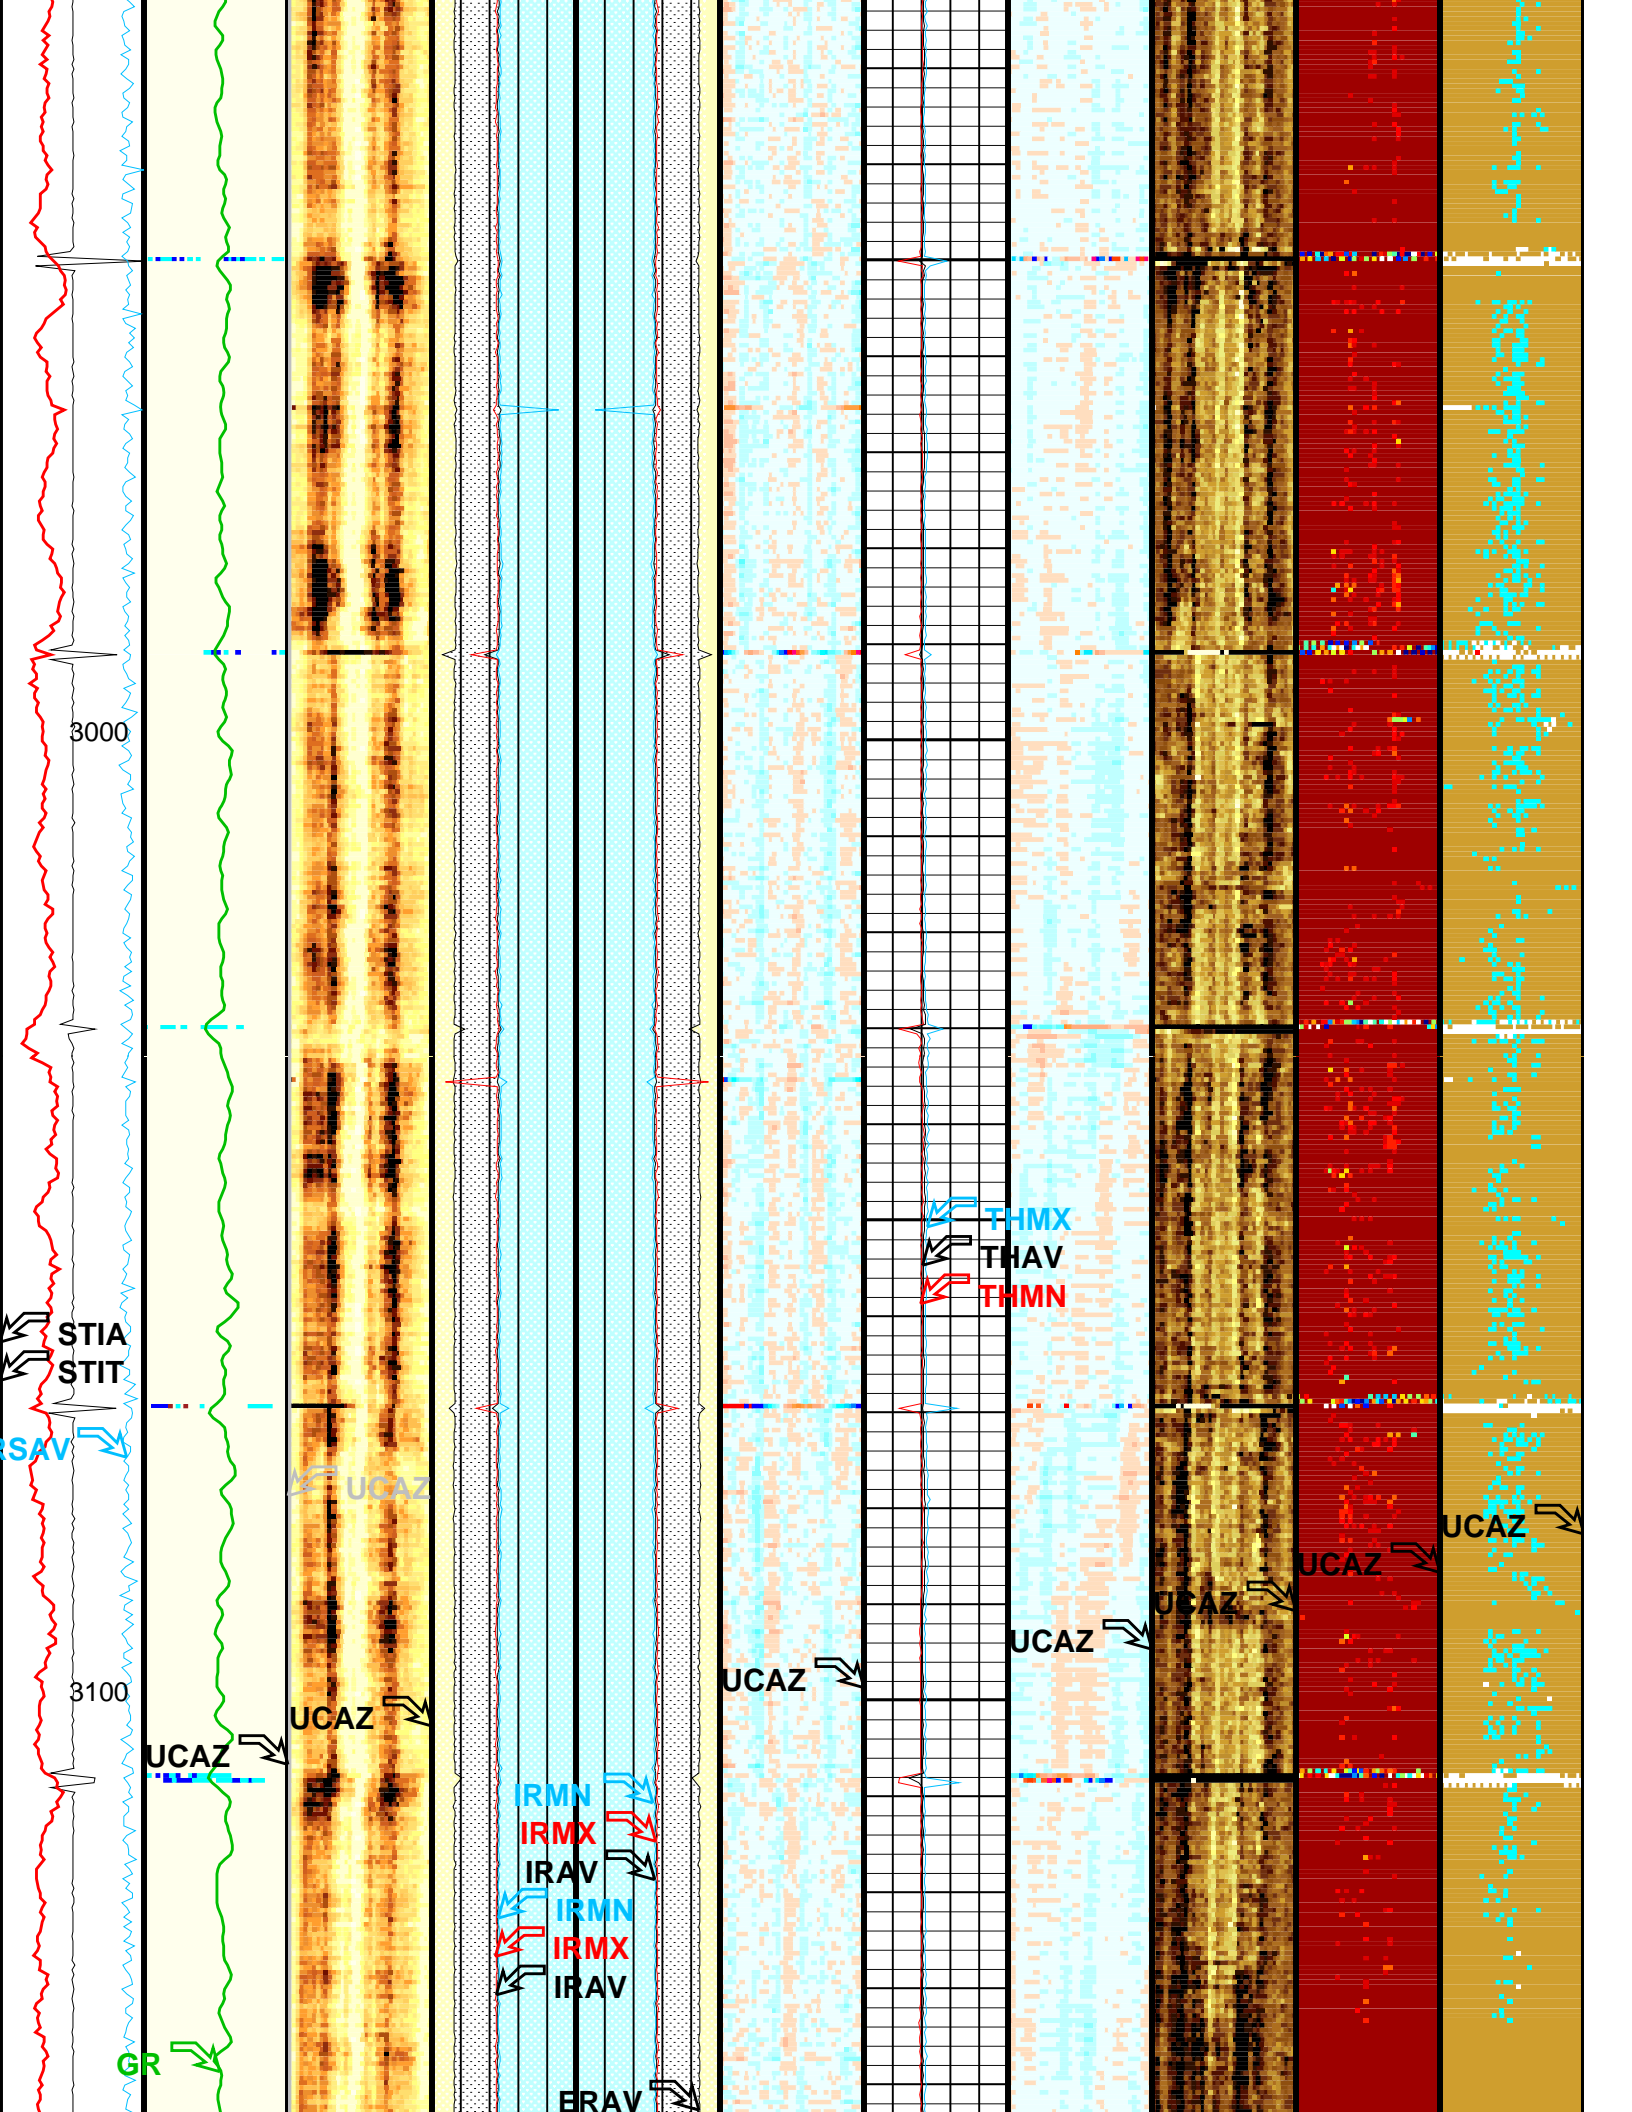 3000
THMX
THAV
THMN
STIA
STIT
RSAV
UCAZ
UCAZ
UCAZ
UCAZ
UCAZ
UCAZ
3100
UCAZ
UCAZ
IRMN
IRMX
IRAV
IRMN
IRMX
IRAV
GR
ERAV